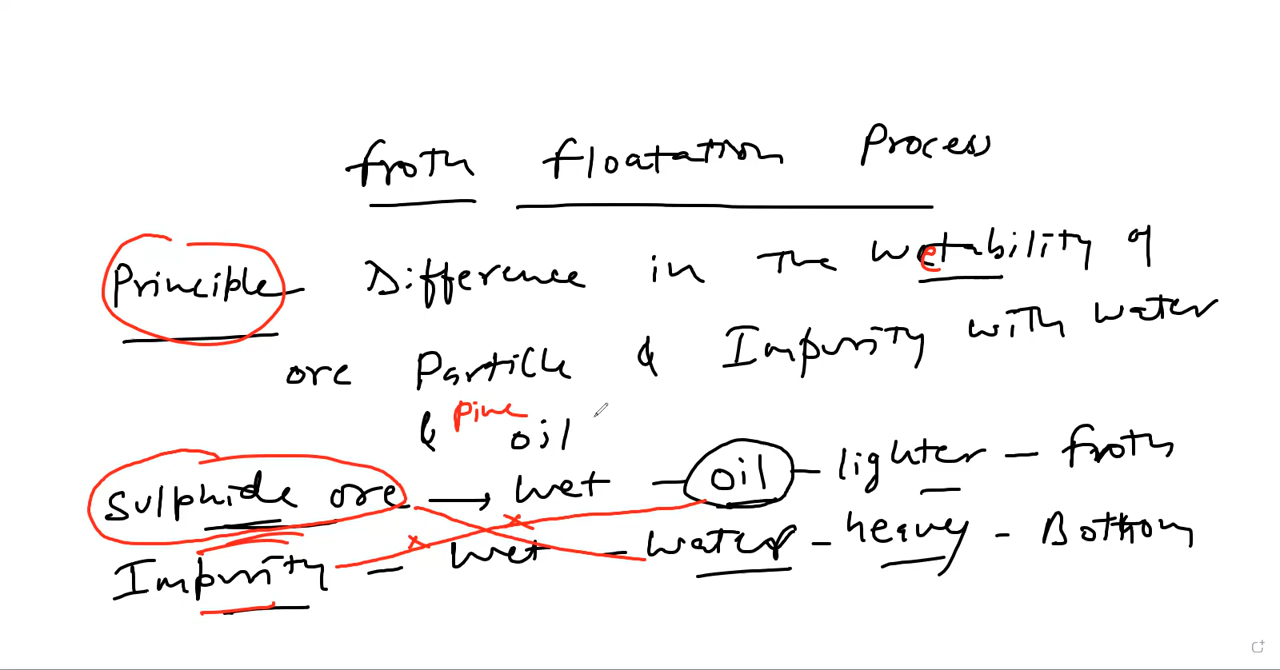 froth floatation Process
Principle Difference in the wetability of
ore Particle & Impurity with water
& pine oil
Sulphide ore → wet – oil – lighter – froth
Impurity – wet – water – heavy – Bottom